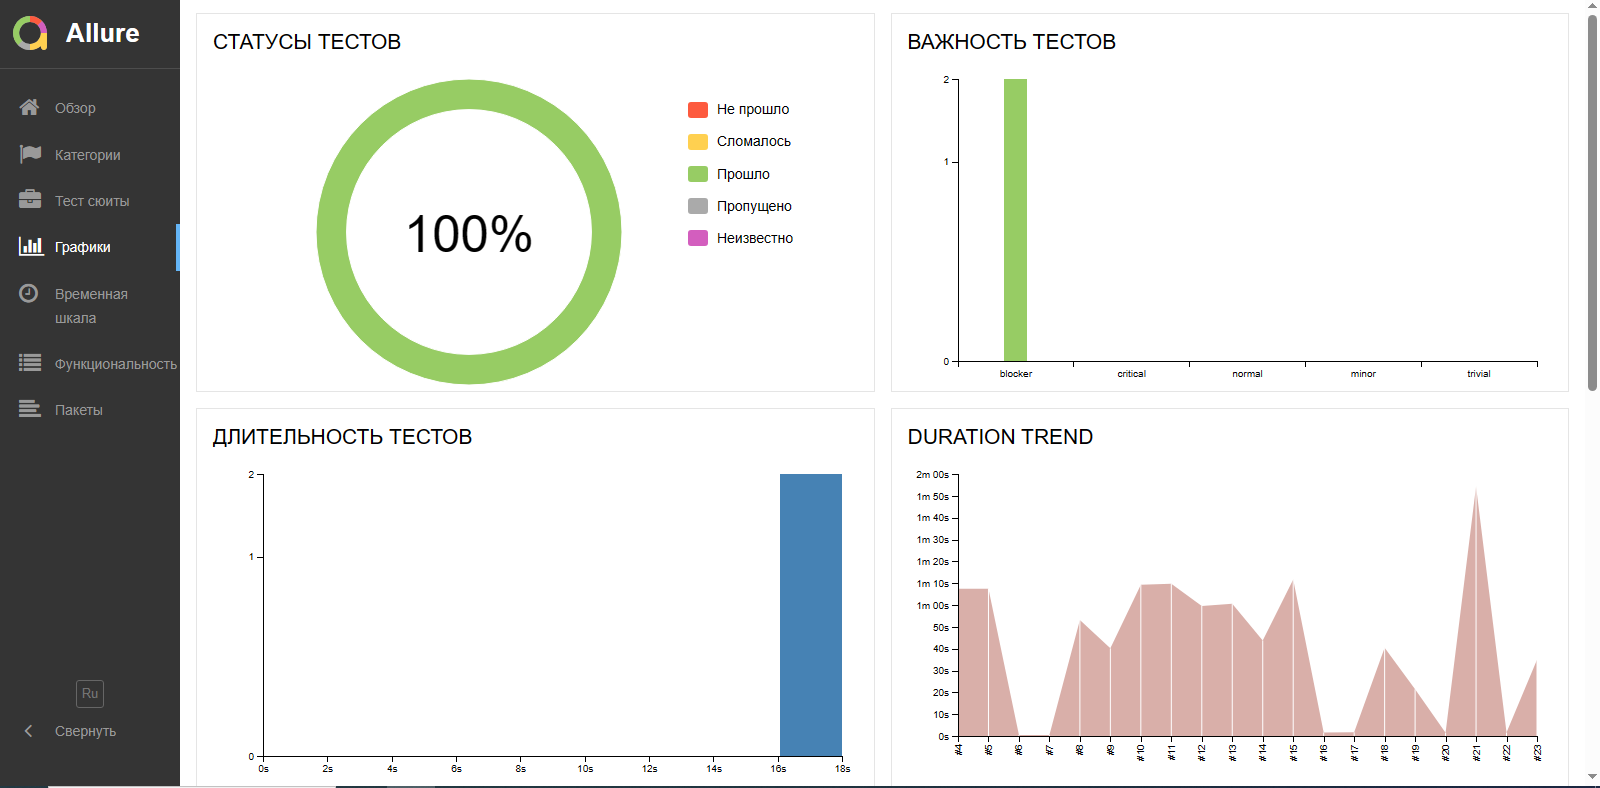 Allure
Обзор
Категории
Тест сюиты
Графики
Временная
шкала
Функциональность
Пакеты
Ru
Свернуть
СТАТУСЫ ТЕСТОВ
100%
Не прошло
Сломалось
Прошло
Пропущено
Неизвестно
ВАЖНОСТЬ ТЕСТОВ
2
1
0
blocker critical normal minor trivial
ДЛИТЕЛЬНОСТЬ ТЕСТОВ
2
1
0
0s 2s 4s 6s 8s 10s 12s 14s 16s 18s
DURATION TREND
2m 00s
1m 50s
1m 40s
1m 30s
1m 20s
1m 10s
1m 00s
50s
40s
30s
20s
10s
0s
#4 #5 #6 #7 #8 #9 #10 #11 #12 #13 #14 #15 #16 #17 #18 #19 #20 #21 #22 #23